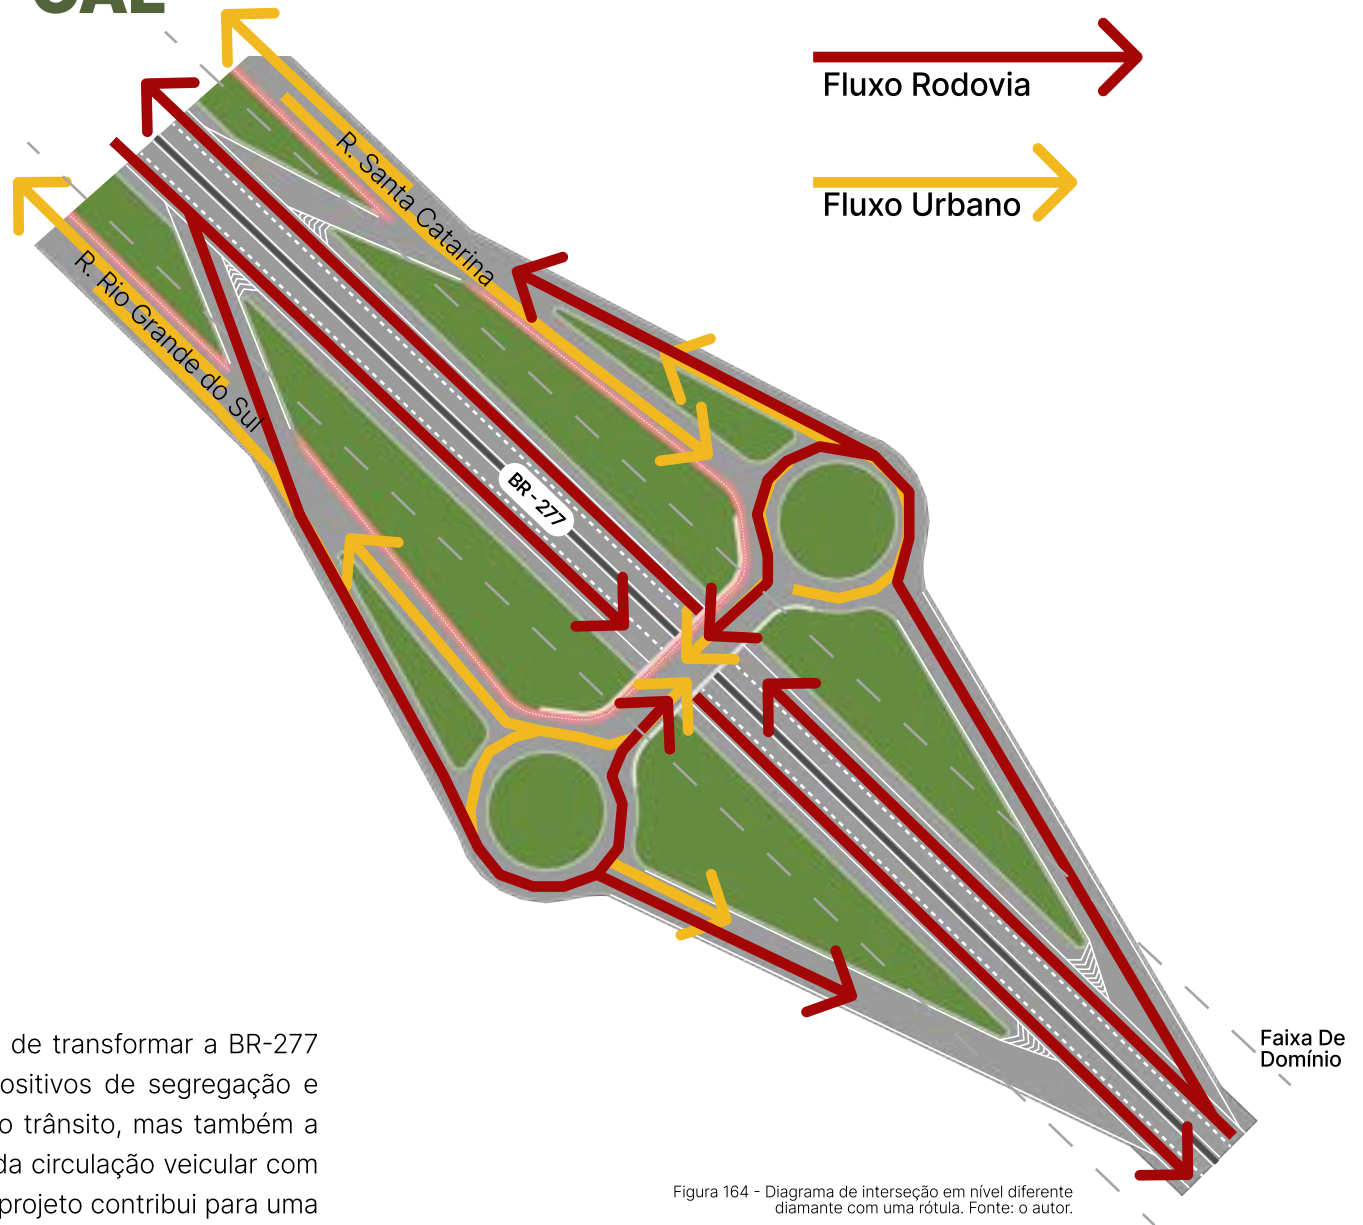 Fluxo Rodovia
Fluxo Urbano
R. Santa Catarina
R. Rio Grande do Sul
BR - 277
Faixa De
Domínio
de transformar a BR-277
ositivos de segregação e
o trânsito, mas também a
da circulação veicular com
projeto contribui para uma
Figura 164 - Diagrama de interseção em nível diferente
diamante com uma rótula. Fonte: o autor.